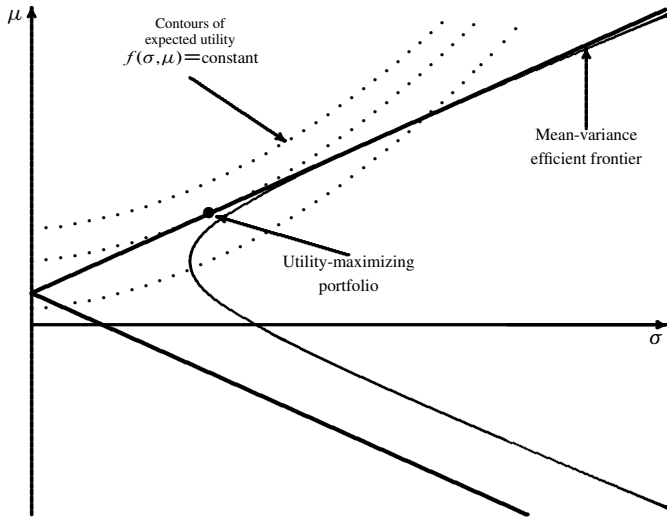 μ
Contours of
expected utility
f(σ,μ)=constant
Mean-variance
efficient frontier
Utility-maximizing
portfolio
σ